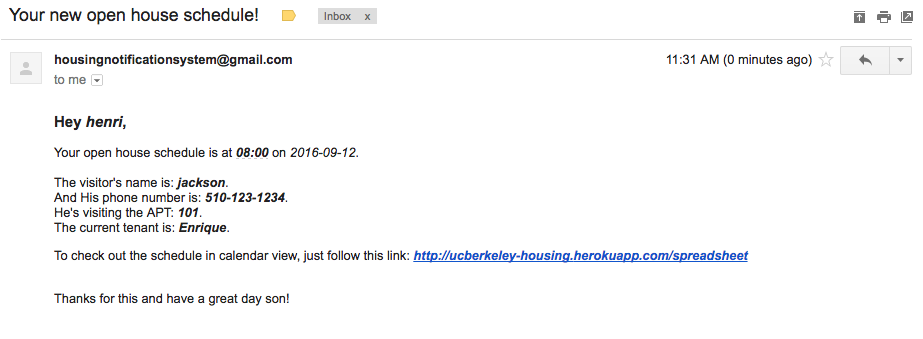 Your new open house schedule!
Inbox x
housingnotificationsystem@gmail.com
11:31 AM (0 minutes ago)
to me
Hey henri,
Your open house schedule is at 08:00 on 2016-09-12.
The visitor's name is: jackson.
And His phone number is: 510-123-1234.
He's visiting the APT: 101.
The current tenant is: Enrique.
To check out the schedule in calendar view, just follow this link: http://ucberkeley-housing.herokuapp.com/spreadsheet
Thanks for this and have a great day son!